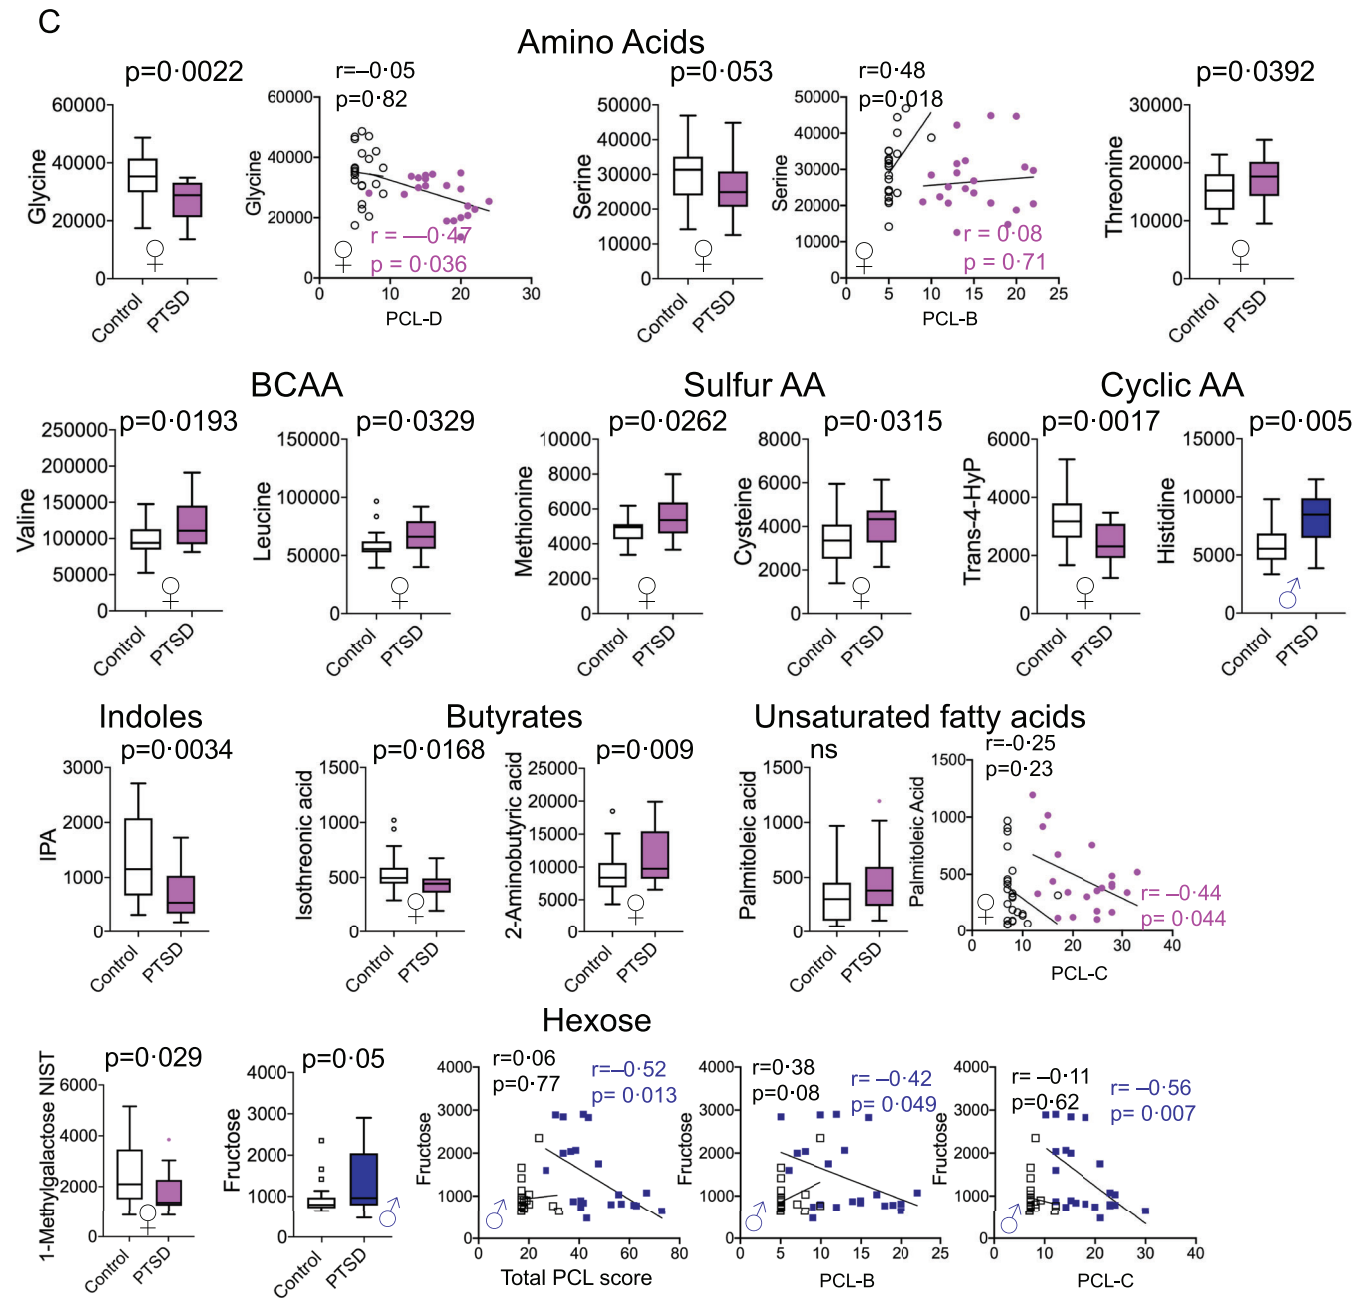 C
Amino Acids
p=0·0022
r=–0·05
p=0·82
p=0·053
r=0·48
p=0·018
p=0·0392
Glycine
60000
40000
20000
0
Control
PTSD
Glycine
60000
40000
20000
0
r = —0·47
p = 0·036
0 10 20 30
PCL-D
Serine
50000
40000
30000
20000
10000
0
Control
PTSD
Serine
50000
40000
30000
20000
10000
0
r = 0·08
p = 0·71
0 5 10 15 20 25
PCL-B
Threonine
30000
20000
10000
0
Control
PTSD
BCAA
Sulfur AA
Cyclic AA
p=0·0193
p=0·0329
p=0·0262
p=0·0315
p=0·0017
p=0·005
Valine
250000
200000
150000
100000
50000
0
Control
PTSD
Leucine
150000
100000
50000
0
Control
PTSD
Methionine
10000
8000
6000
4000
2000
0
Control
PTSD
Cysteine
8000
6000
4000
2000
0
Control
PTSD
Trans-4-HyP
6000
4000
2000
0
Control
PTSD
Histidine
15000
10000
5000
0
Control
PTSD
Indoles
Butyrates
Unsaturated fatty acids
p=0·0034
p=0·0168
p=0·009
ns
r=-0·25
p=0·23
IPA
3000
2000
1000
0
Control
PTSD
Isothreonic acid
1500
1000
500
0
Control
PTSD
2-Aminobutyric acid
25000
20000
15000
10000
5000
0
Control
PTSD
Palmitoleic acid
1500
1000
500
0
Control
PTSD
Palmitoleic Acid
1500
1000
500
0
r= –0·44
p= 0·044
0 10 20 30 40
PCL-C
Hexose
p=0·029
p=0·05
r=0·06
p=0·77
r=–0·52
p= 0·013
r=0·38
p=0·08
r= –0·42
p= 0·049
r= –0·11
p=0·62
r= –0·56
p= 0·007
1-Methylgalactose NIST
6000
4000
2000
0
Control
PTSD
Fructose
4000
3000
2000
1000
0
Control
PTSD
Fructose
4000
3000
2000
1000
0
0 20 40 60 80
Total PCL score
Fructose
4000
3000
2000
1000
0
0 5 10 15 20 25
PCL-B
Fructose
4000
3000
2000
1000
0
0 10 20 30 40
PCL-C